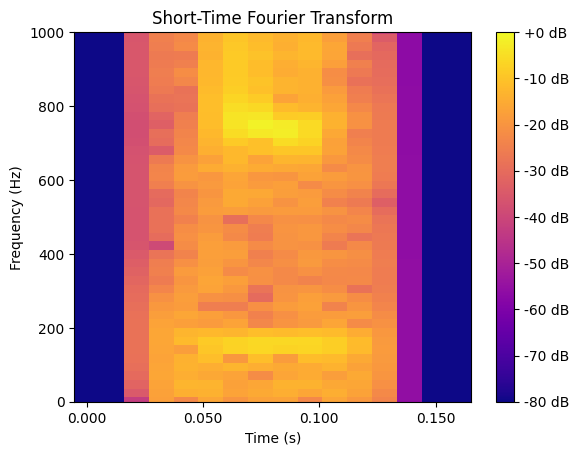 Short-Time Fourier Transform
1000
800
600
400
200
0
Frequency (Hz)
0.000
0.050
0.100
0.150
Time (s)
+0 dB
-10 dB
-20 dB
-30 dB
-40 dB
-50 dB
-60 dB
-70 dB
-80 dB